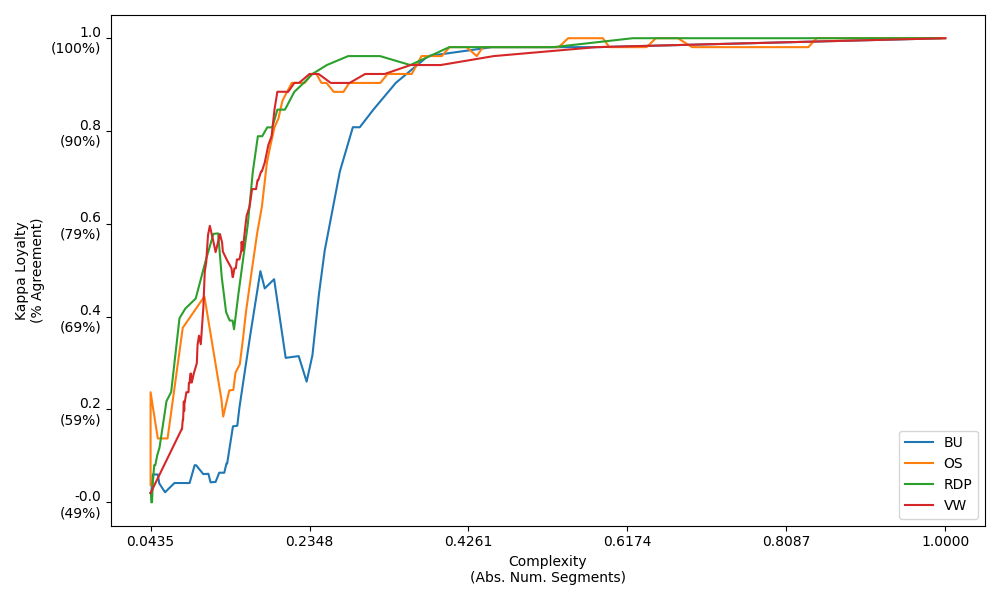 1.0
(100%)
0.8
(90%)
0.6
(79%)
0.4
(69%)
0.2
(59%)
-0.0
(49%)
Kappa Loyalty
(% Agreement)
BU
OS
RDP
VW
0.0435 0.2348 0.4261 0.6174 0.8087 1.0000
Complexity
(Abs. Num. Segments)